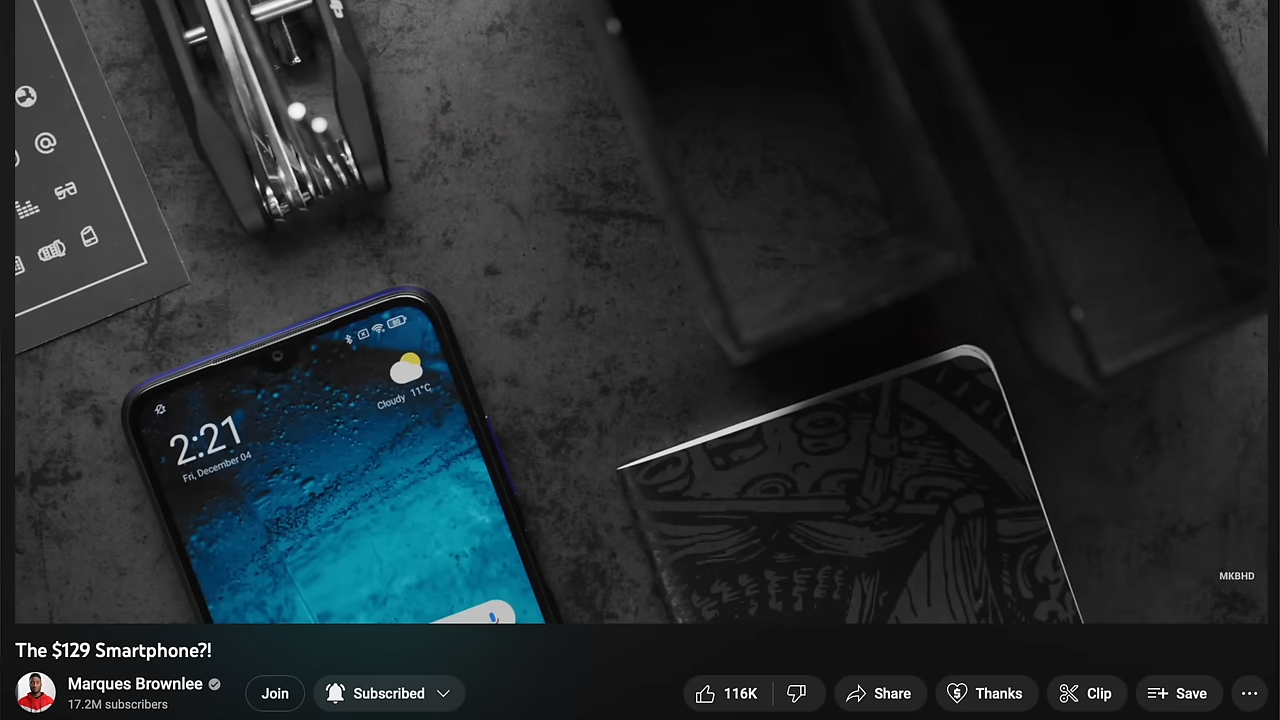 @
2:21
Fri, December 04
Cloudy 11°C
MKBHD
The $129 Smartphone?!
Marques Brownlee
17.2M subscribers
Join
Subscribed
116K
Share
Thanks
Clip
Save